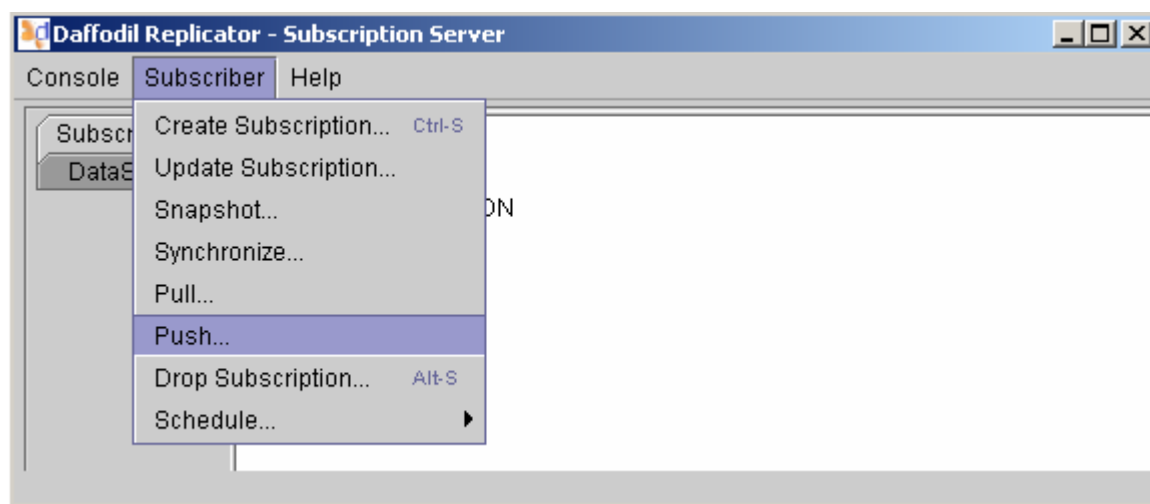 Daffodil Replicator - Subscription Server
Console Subscriber Help
Create Subscription... Ctrl-S
Update Subscription...
Snapshot...
Synchronize...
Pull...
Push...
Drop Subscription... Alt-S
Schedule...